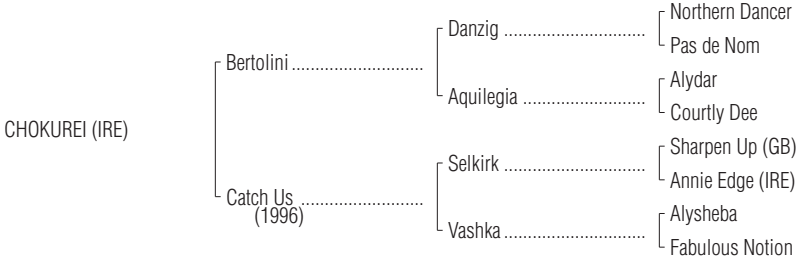 Northern Dancer
Danzig ..............................
Pas de Nom
Bertolini ............................
Alydar
Aquilegia ..........................
Courtly Dee
CHOKUREI (IRE)
Sharpen Up (GB)
Selkirk ..............................
Annie Edge (IRE)
Catch Us ..........................
(1996)
Alysheba
Vashka ..............................
Fabulous Notion